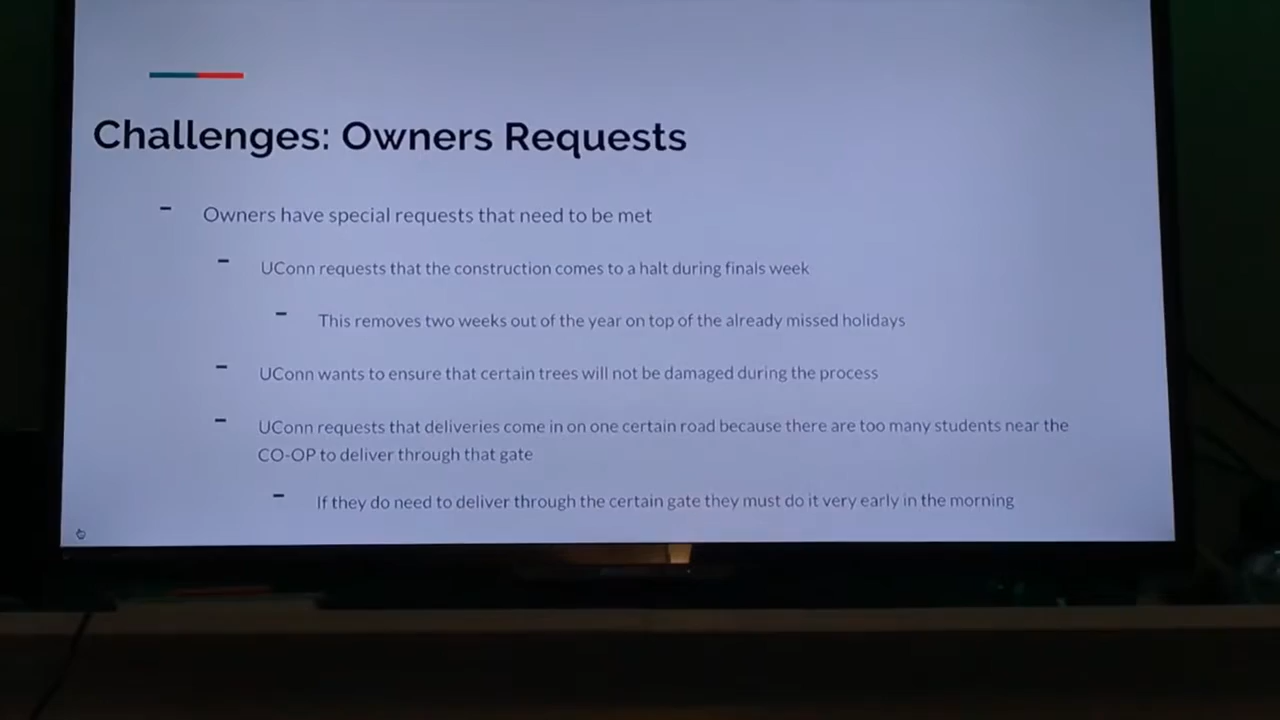 Challenges: Owners Requests
- Owners have special requests that need to be met
- UConn requests that the construction comes to a halt during finals week
- This removes two weeks out of the year on top of the already missed holidays
- UConn wants to ensure that certain trees will not be damaged during the process
- UConn requests that deliveries come in on one certain road because there are too many students near the
CO-OP to deliver through that gate
- If they do need to deliver through the certain gate they must do it very early in the morning